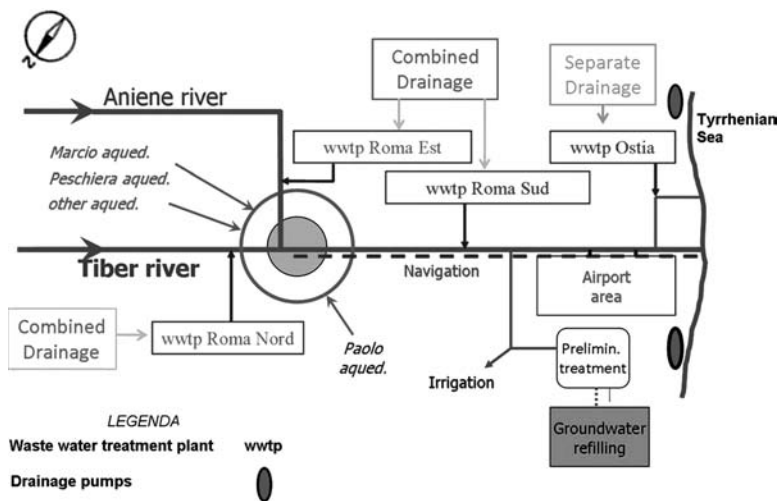 N
Combined
Drainage
Separate
Drainage
Aniene river
Tyrrhenian
Sea
Marcio aqued.
Peschiera aqued.
other aqued.
wwtp Roma Est
wwtp Ostia
wwtp Roma Sud
Tiber river
Navigation
Airport
area
Combined
Drainage
wwtp Roma Nord
Paolo
aqued.
Irrigation
Prelimin.
treatment
Groundwater
refilling
LEGENDA
Waste water treatment plant wwtp
Drainage pumps